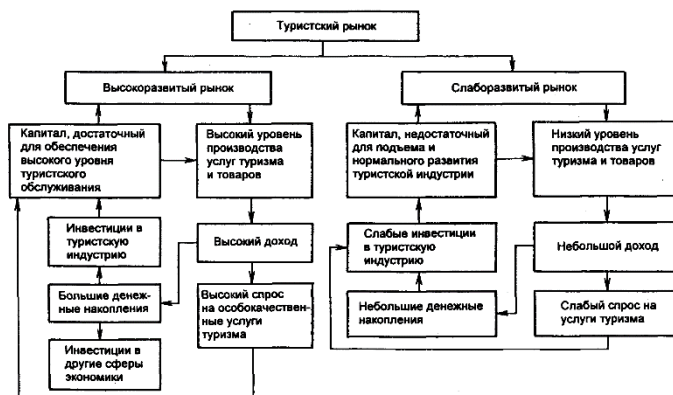 Туристский рынок
Высокоразвитый рынок
Слаборазвитый рынок
Капитал, достаточный
для обеспечения
высокого уровня
туристского
обслуживания
Высокий уровень
производства
услуг туризма
и товаров
Капитал, недостаточный
для подъема и
нормального развития
туристской индустрии
Низкий уровень
производства услуг
туризма и товаров
Инвестиции в
туристскую
индустрию
Высокий доход
Слабые инвестиции
в туристскую
индустрию
Небольшой доход
Большие денеж-
ные накопления
Высокий спрос
на особокачествен-
ные услуги
туризма
Небольшие денежные
накопления
Слабый спрос на
услуги туризма
Инвестиции в
другие сферы
экономики